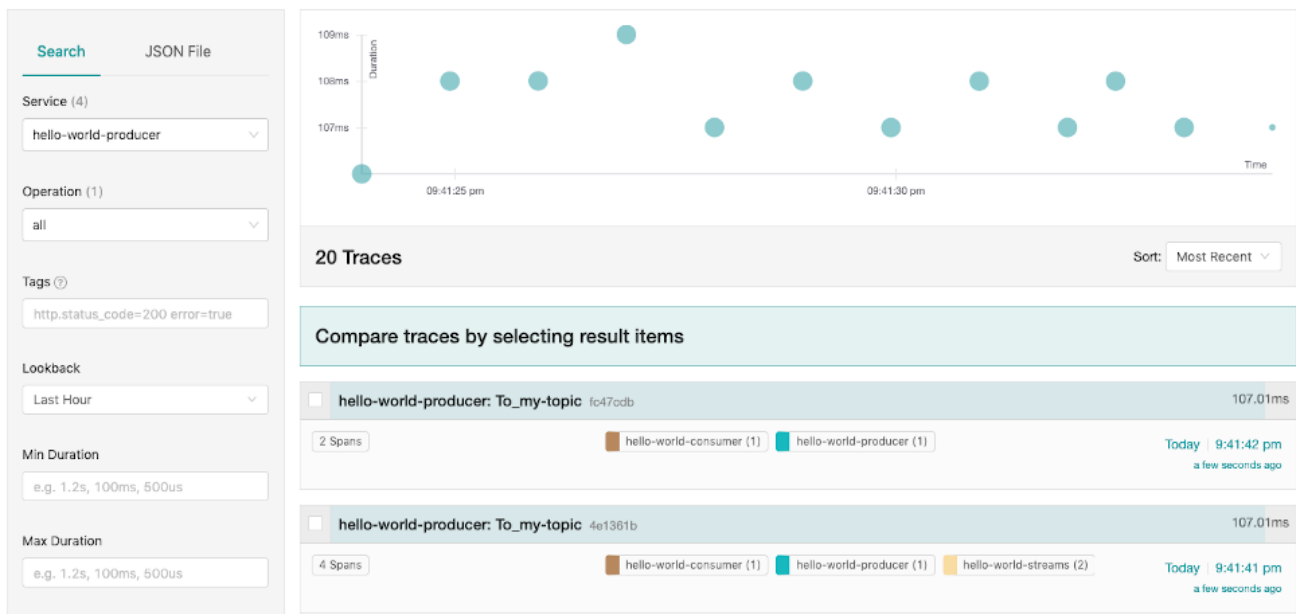 Search
JSON File
Service (4)
hello-world-producer
Operation (1)
all
Tags ?
http.status_code=200 error=true
Lookback
Last Hour
Min Duration
e.g. 1.2s, 100ms, 500us
Max Duration
e.g. 1.2s, 100ms, 500us
109ms
108ms
107ms
Duration
Time
09:41:25 pm
09:41:30 pm
20 Traces
Sort: Most Recent
Compare traces by selecting result items
hello-world-producer: To_my-topic fc47cdb 107.01ms
2 Spans hello-world-consumer (1) hello-world-producer (1) Today 9:41:42 pm
a few seconds ago
hello-world-producer: To_my-topic 4e1361b 107.01ms
4 Spans hello-world-consumer (1) hello-world-producer (1) hello-world-streams (2) Today 9:41:41 pm
a few seconds ago